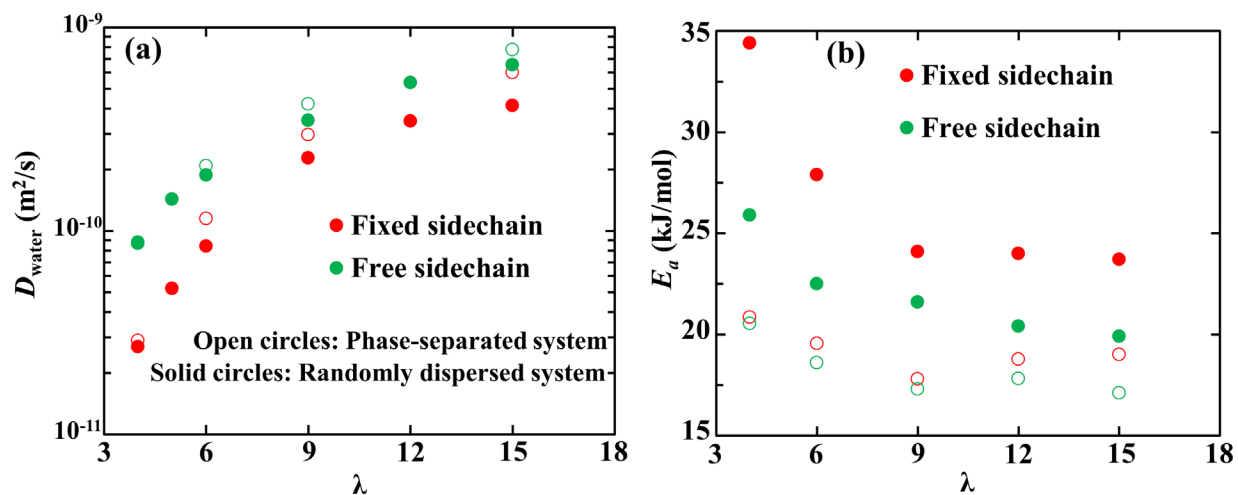 (a)
10⁻⁹
10⁻¹⁰
10⁻¹¹
D_water (m²/s)
Fixed sidechain
Free sidechain
Open circles: Phase-separated system
Solid circles: Randomly dispersed system
3 6 9 12 15 18
λ
(b)
35
30
25
20
15
E_a (kJ/mol)
Fixed sidechain
Free sidechain
3 6 9 12 15 18
λ